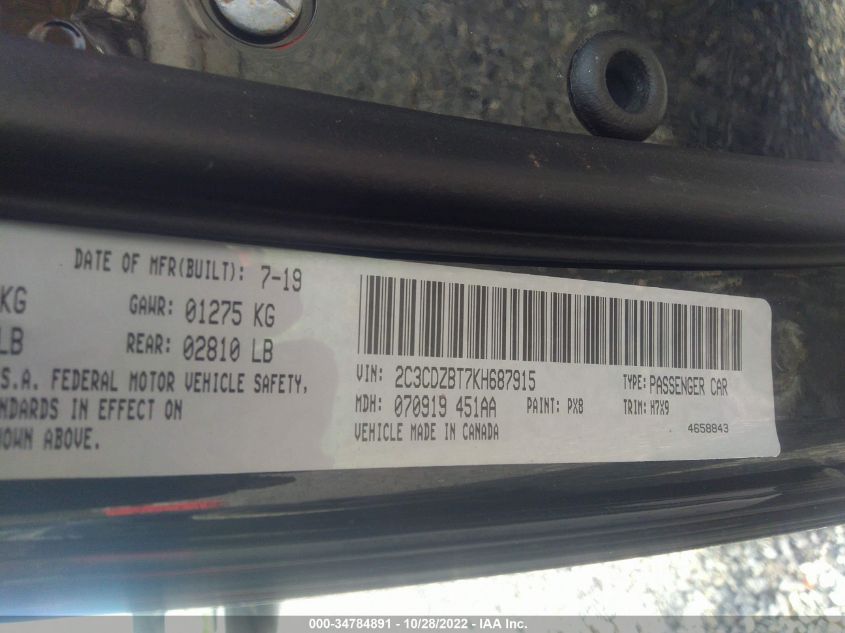 DATE OF MFR(BUILT): 7-19
KG GAWR: 01275 KG
LB REAR: 02810 LB
S.A. FEDERAL MOTOR VEHICLE SAFETY,
NDARDS IN EFFECT ON
NOWN ABOVE.
VIN: 2C3CDZBT7KH687915 TYPE: PASSENGER CAR
MDH: 070919 451AA PAINT: PX8 TRIM: H7X9
VEHICLE MADE IN CANADA 4658843
000-34784891 - 10/28/2022 - IAA Inc.